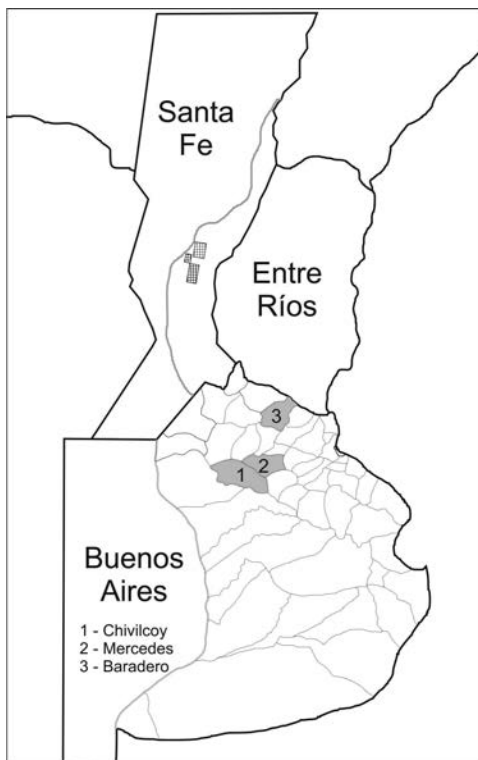 Santa
Fe
Entre
Ríos
3
2
1
Buenos
Aires
1 - Chivilcoy
2 - Mercedes
3 - Baradero